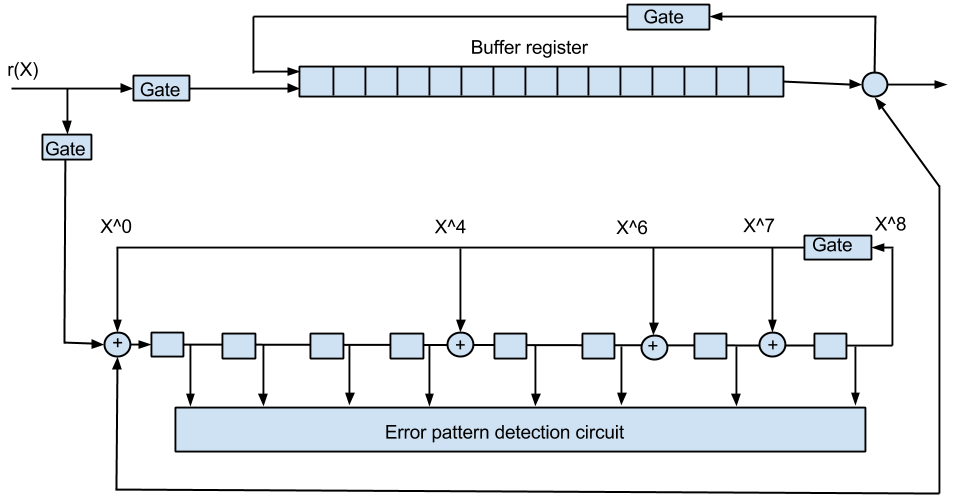 Gate
Buffer register
r(X)
Gate
Gate
X^0
X^4
X^6
X^7
X^8
Gate
+
+
+
+
Error pattern detection circuit